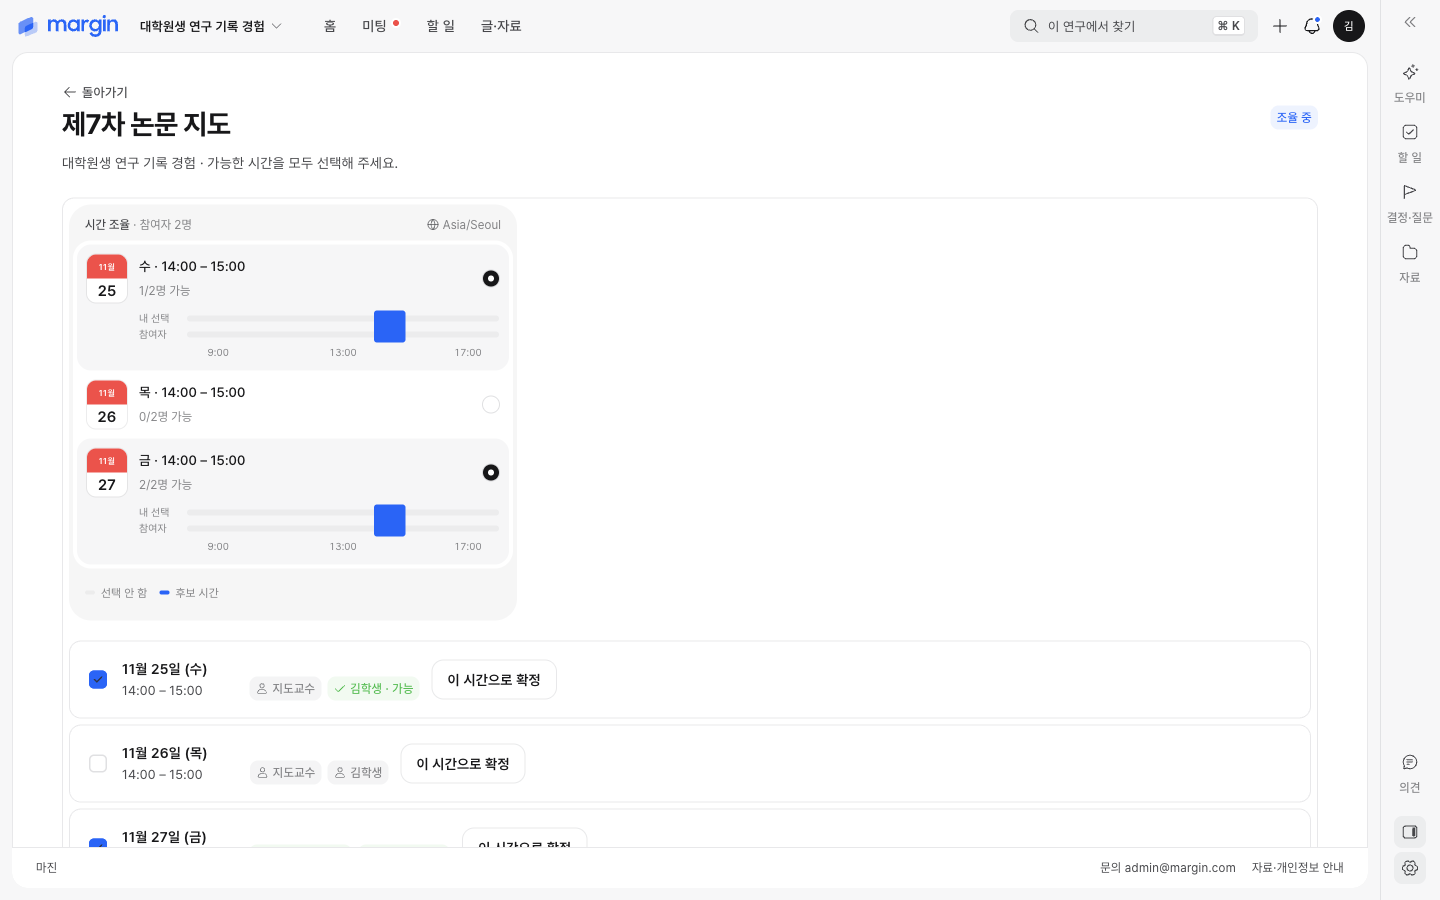 margin 대학원생 연구 기록 경험 홈 미팅 할 일 글·자료 이 연구에서 찾기 ⌘ K 김
돌아가기
제7차 논문 지도
조율 중
대학원생 연구 기록 경험 · 가능한 시간을 모두 선택해 주세요.
시간 조율 · 참여자 2명 Asia/Seoul
11월
25
수 · 14:00 – 15:00
1/2명 가능
내 선택
참여자
9:00 13:00 17:00
11월
26
목 · 14:00 – 15:00
0/2명 가능
11월
27
금 · 14:00 – 15:00
2/2명 가능
내 선택
참여자
9:00 13:00 17:00
선택 안 함 후보 시간
11월 25일 (수)
14:00 – 15:00
지도교수 김학생 · 가능 이 시간으로 확정
11월 26일 (목)
14:00 – 15:00
지도교수 김학생 이 시간으로 확정
11월 27일 (금)
이 시간으로 확정
마진 문의 admin@margin.com 자료·개인정보 안내
도우미
할 일
결정·질문
자료
의견